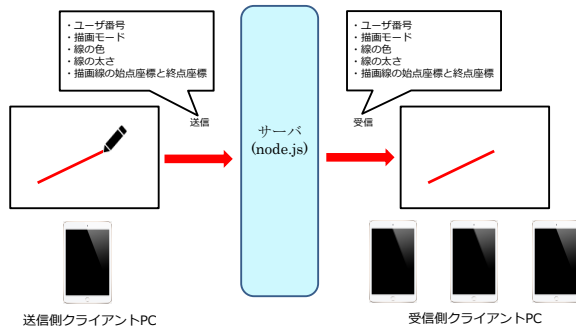 ・ユーザ番号
・描画モード
・線の色
・線の太さ
・描画線の始点座標と終点座標
送信
サーバ
(node.js)
・ユーザ番号
・描画モード
・線の色
・線の太さ
・描画線の始点座標と終点座標
受信
送信側クライアントPC
受信側クライアントPC